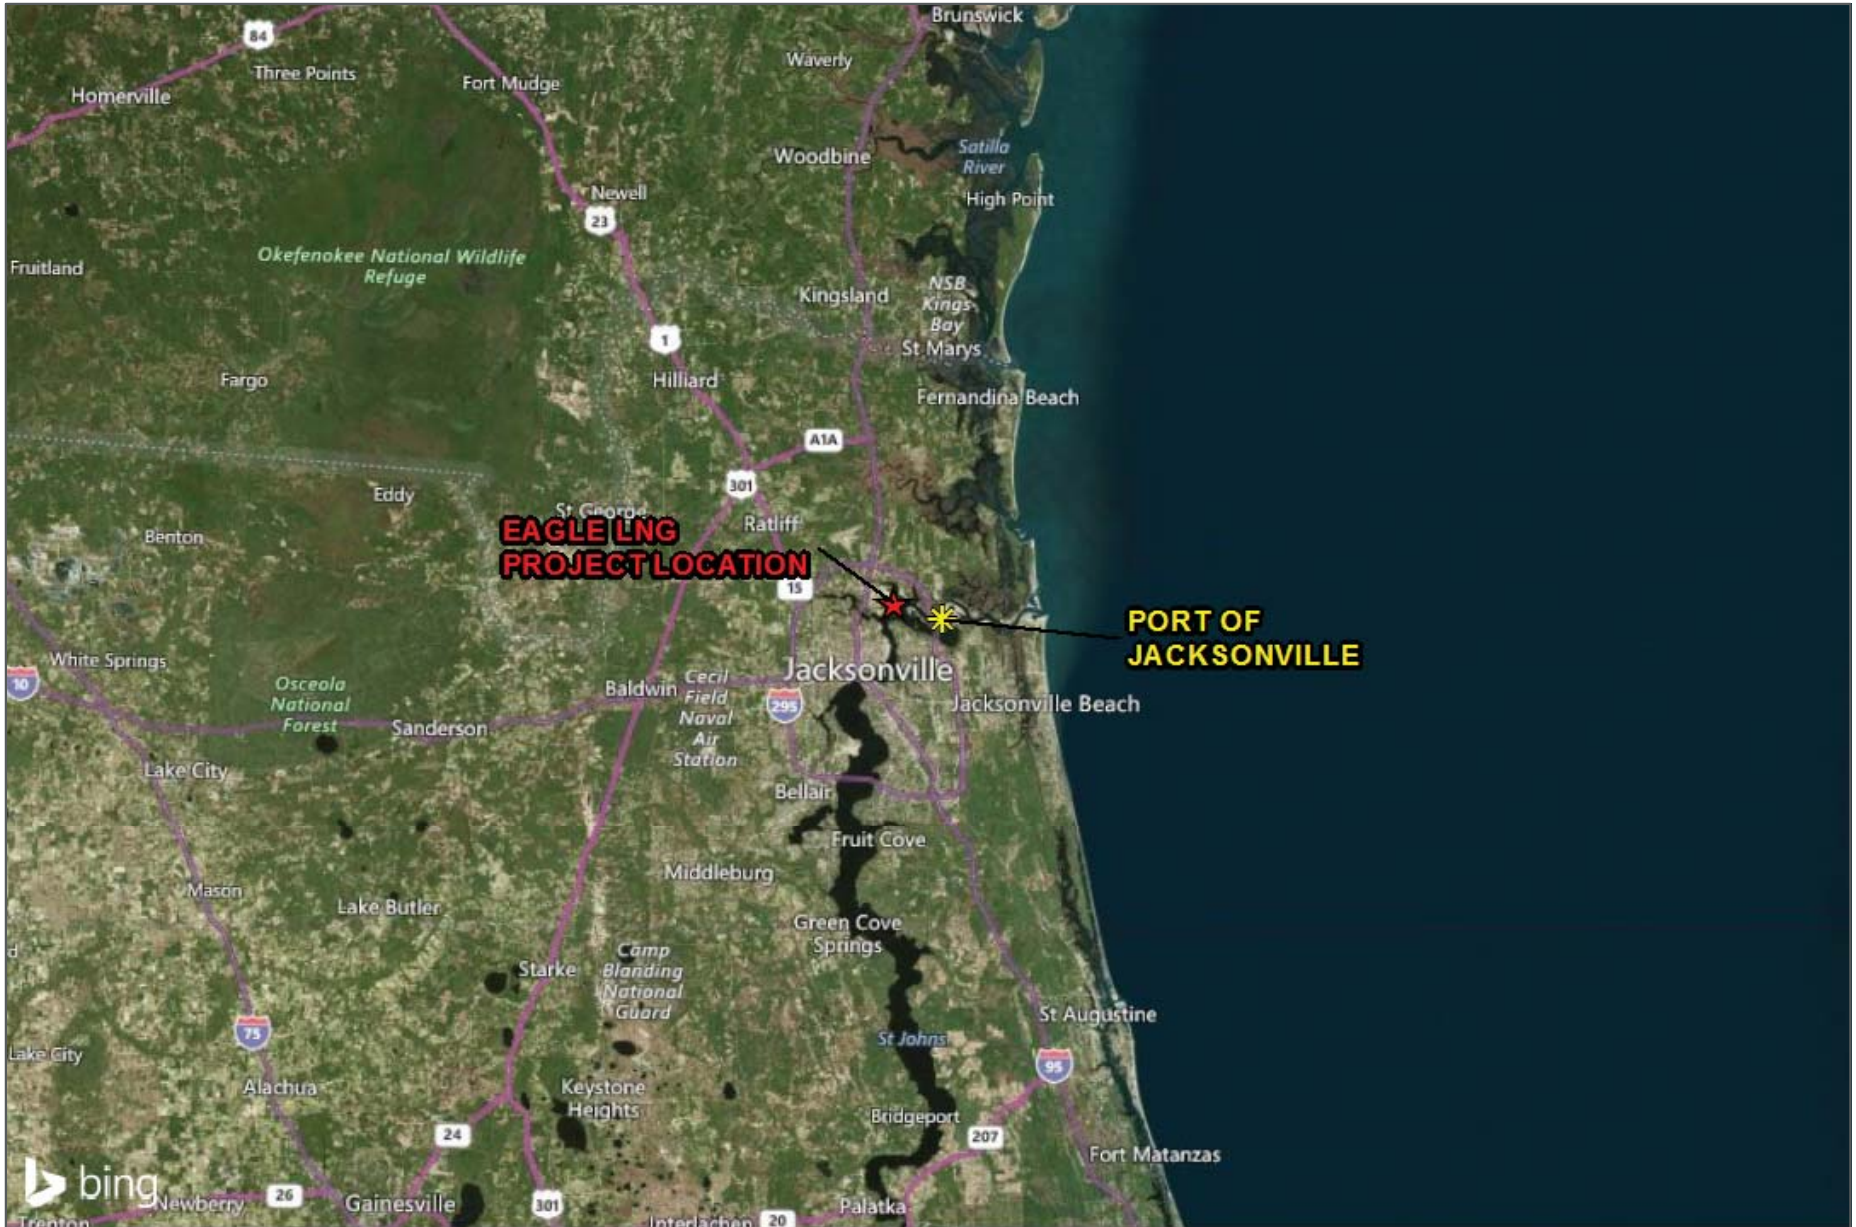 Brunswick
84
Three Points
Waverly
Fort Mudge
Homerville
Satilla
River
Woodbine
Newell
High Point
23
Okefenokee National Wildlife
Refuge
Fruitland
NSB
Kings
Bay
Kingsland
1
St Marys
Fargo
Hilliard
Fernandina Beach
A1A
301
Eddy
St George
Ratliff
Benton
EAGLE LNG
PROJECT LOCATION
15
PORT OF
JACKSONVILLE
White Springs
10
Jacksonville
Osceola
National
Forest
Baldwin
Cecil
Field
Naval
Air
Station
295
Jacksonville Beach
Sanderson
Lake City
Bellair
Fruit Cove
Middleburg
Mason
Lake Butler
Green Cove
Springs
d
Camp
Blanding
National
Guard
Starke
St Augustine
75
St Johns
Lake City
95
Alachua
Keystone
Heights
Bridgeport
24
207
Fort Matanzas
bing
Newberry
26
Gainesville
301
Palatka
Trenton
Interlachen
20